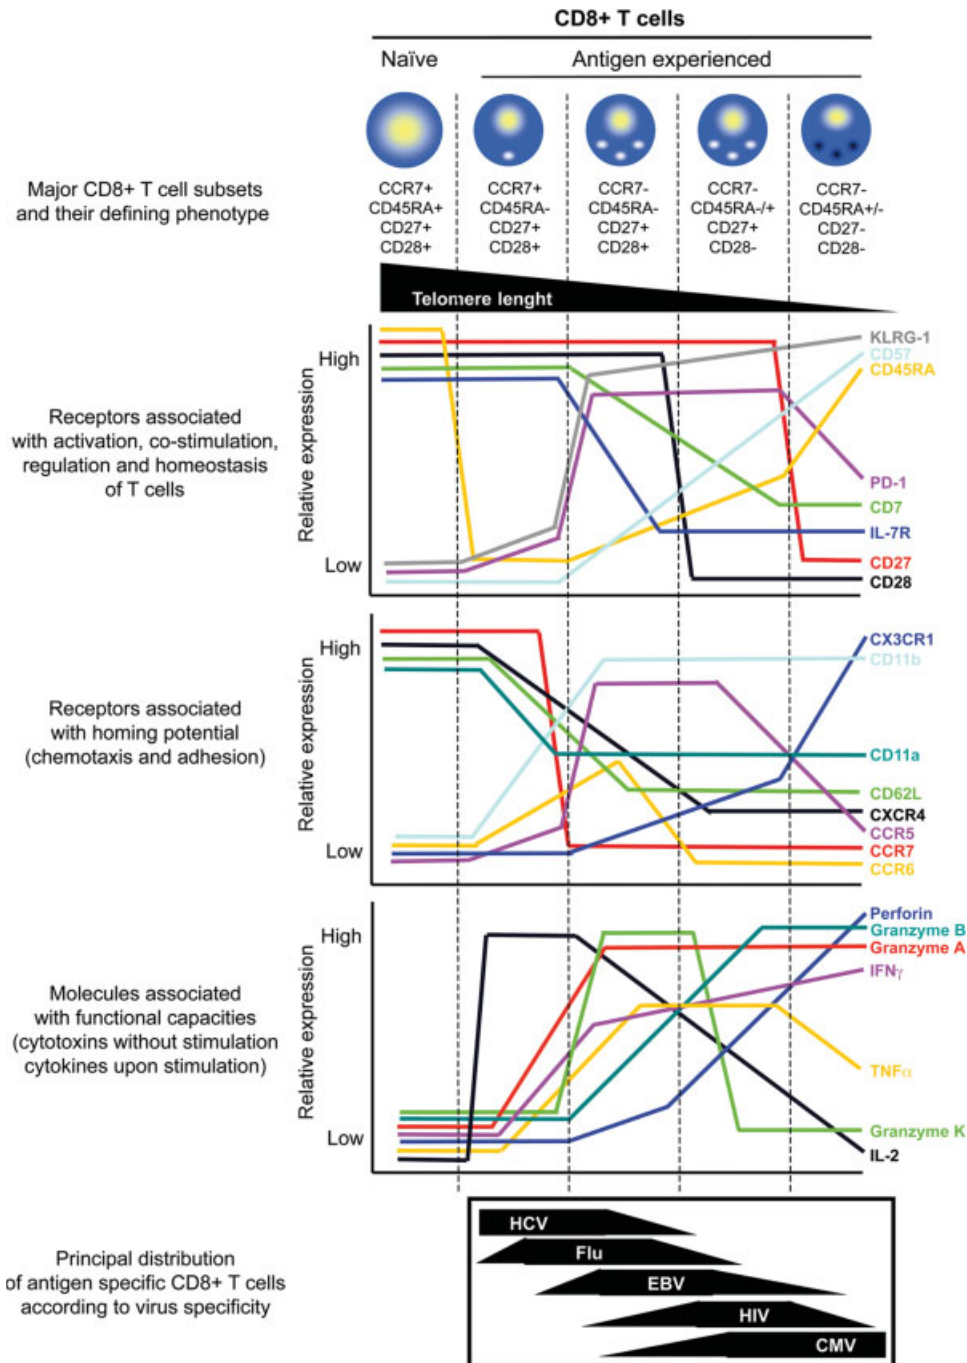 CD8+ T cells
Naïve
Antigen experienced
Major CD8+ T cell subsets
and their defining phenotype
CCR7+
CD45RA+
CD27+
CD28+
CCR7+
CD45RA-
CD27+
CD28+
CCR7-
CD45RA-
CD27+
CD28+
CCR7-
CD45RA-/+
CD27+
CD28-
CCR7-
CD45RA+/-
CD27-
CD28-
Telomere lenght
Receptors associated
with activation, co-stimulation,
regulation and homeostasis
of T cells
Relative expression
High
Low
KLRG-1
CD57
CD45RA
PD-1
CD7
IL-7R
CD27
CD28
Receptors associated
with homing potential
(chemotaxis and adhesion)
Relative expression
High
Low
CX3CR1
CD11b
CD11a
CD62L
CXCR4
CCR5
CCR7
CCR6
Molecules associated
with functional capacities
(cytotoxins without stimulation
cytokines upon stimulation)
Relative expression
High
Low
Perforin
Granzyme B
Granzyme A
IFNγ
TNFα
Granzyme K
IL-2
Principal distribution
of antigen specific CD8+ T cells
according to virus specificity
HCV
Flu
EBV
HIV
CMV